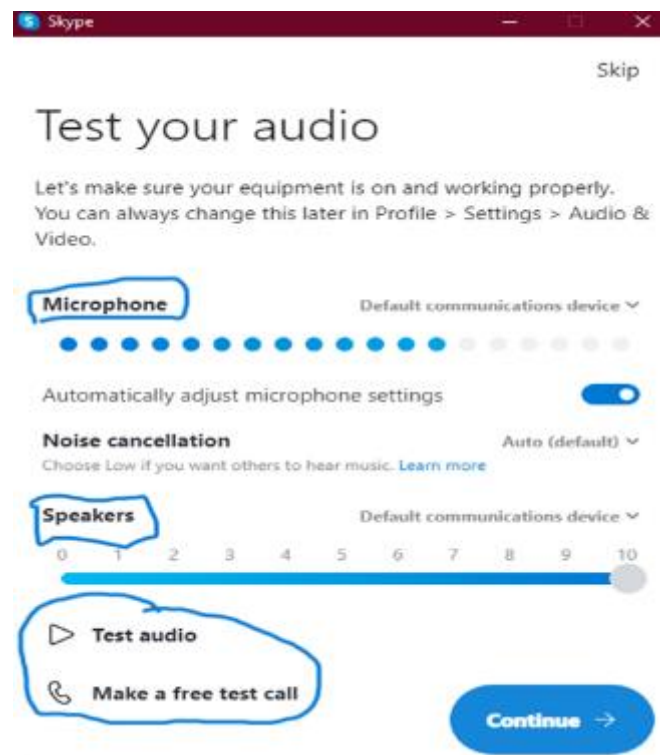 Skype
Skip
Test your audio
Let's make sure your equipment is on and working properly.
You can always change this later in Profile > Settings > Audio &
Video.
Microphone Default communications device
Automatically adjust microphone settings
Noise cancellation Auto (default)
Choose Low if you want others to hear music. Learn more
Speakers Default communications device
0 1 2 3 4 5 6 7 8 9 10
Test audio
Make a free test call
Continue